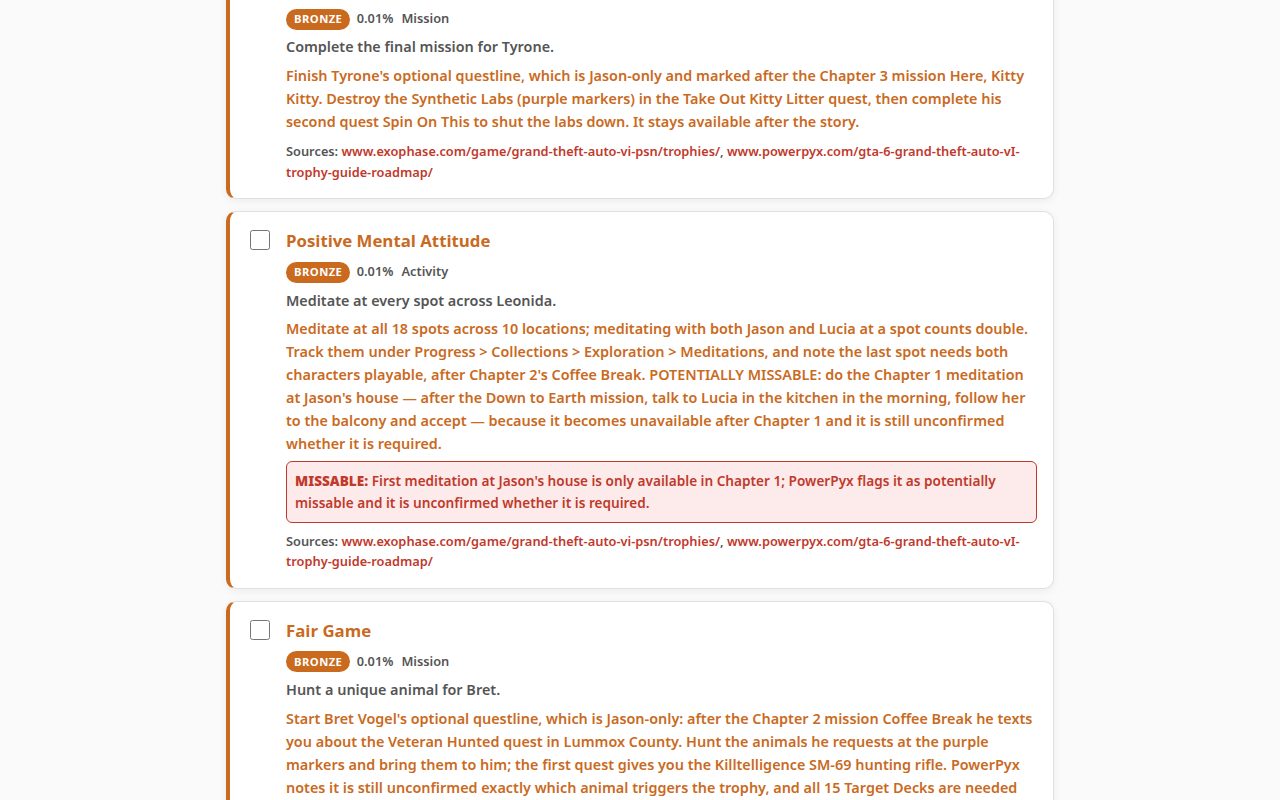 BRONZE 0.01% Mission
Complete the final mission for Tyrone.
Finish Tyrone's optional questline, which is Jason-only and marked after the Chapter 3 mission Here, Kitty
Kitty. Destroy the Synthetic Labs (purple markers) in the Take Out Kitty Litter quest, then complete his
second quest Spin On This to shut the labs down. It stays available after the story.
Sources: www.exophase.com/game/grand-theft-auto-vi-psn/trophies/, www.powerpyx.com/gta-6-grand-theft-auto-vI-
trophy-guide-roadmap/
Positive Mental Attitude
BRONZE 0.01% Activity
Meditate at every spot across Leonida.
Meditate at all 18 spots across 10 locations; meditating with both Jason and Lucia at a spot counts double.
Track them under Progress > Collections > Exploration > Meditations, and note the last spot needs both
characters playable, after Chapter 2's Coffee Break. POTENTIALLY MISSABLE: do the Chapter 1 meditation
at Jason's house — after the Down to Earth mission, talk to Lucia in the kitchen in the morning, follow her
to the balcony and accept — because it becomes unavailable after Chapter 1 and it is still unconfirmed
whether it is required.
MISSABLE: First meditation at Jason's house is only available in Chapter 1; PowerPyx flags it as potentially
missable and it is unconfirmed whether it is required.
Sources: www.exophase.com/game/grand-theft-auto-vi-psn/trophies/, www.powerpyx.com/gta-6-grand-theft-auto-vI-
trophy-guide-roadmap/
Fair Game
BRONZE 0.01% Mission
Hunt a unique animal for Bret.
Start Bret Vogel's optional questline, which is Jason-only: after the Chapter 2 mission Coffee Break he texts
you about the Veteran Hunted quest in Lummox County. Hunt the animals he requests at the purple
markers and bring them to him; the first quest gives you the Killtelligence SM-69 hunting rifle. PowerPyx
notes it is still unconfirmed exactly which animal triggers the trophy, and all 15 Target Decks are needed